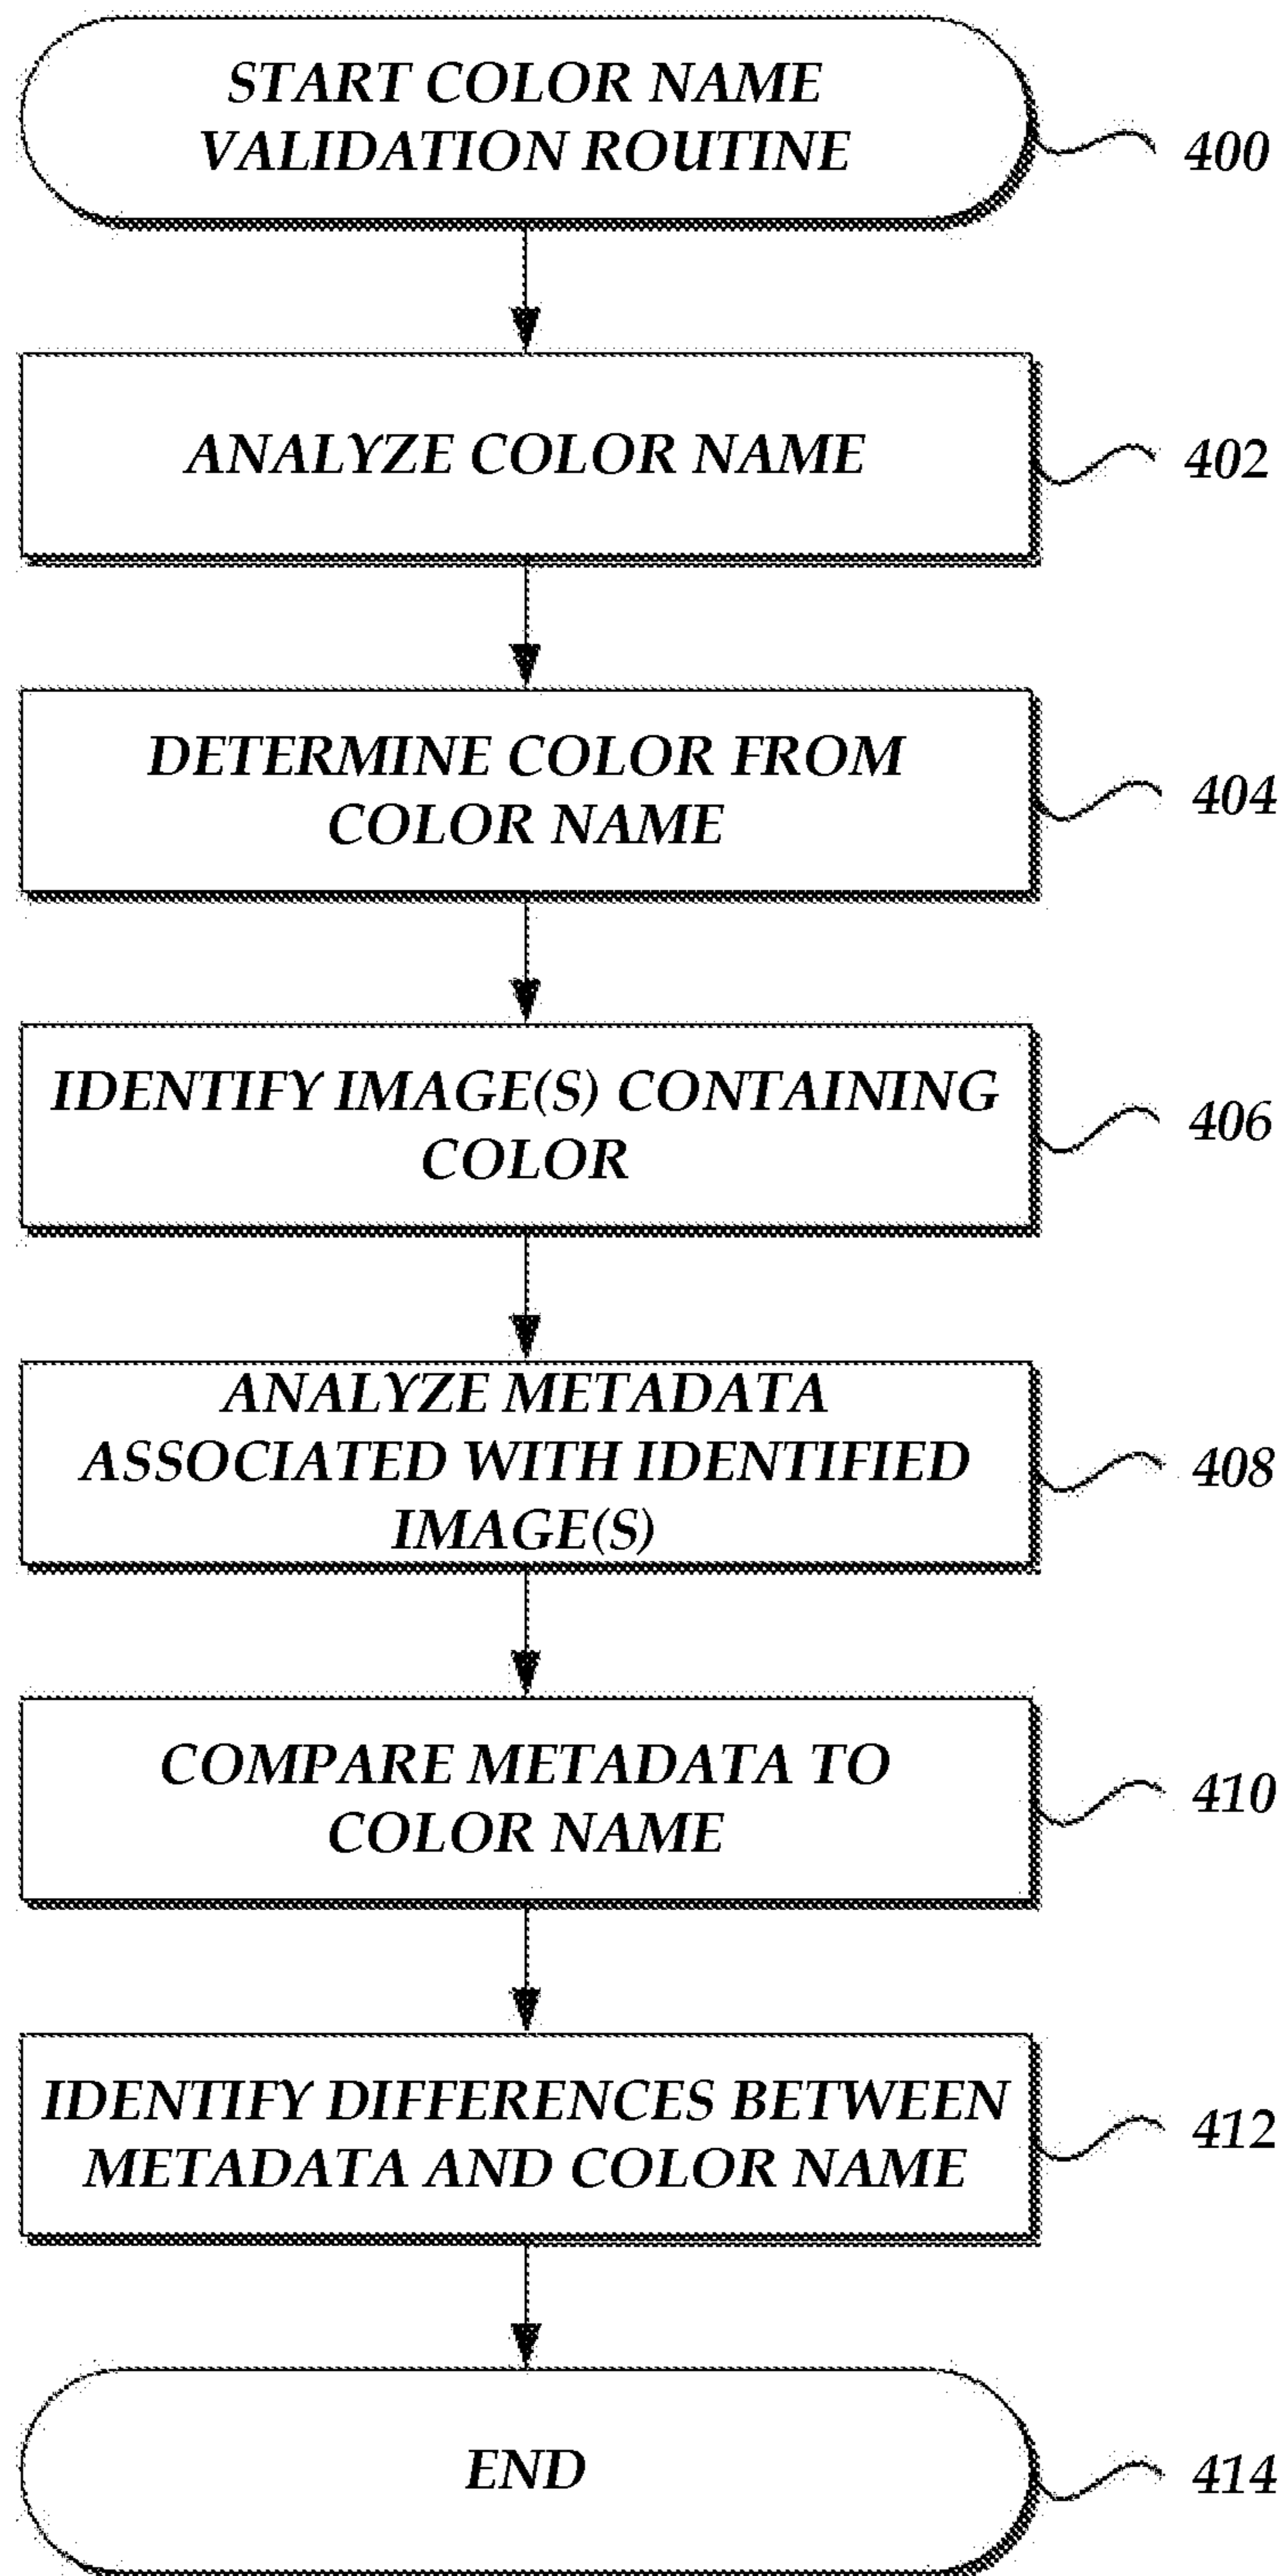 START COLOR NAME
VALIDATION ROUTINE
400
ANALYZE COLOR NAME
402
DETERMINE COLOR FROM
COLOR NAME
404
IDENTIFY IMAGE(S) CONTAINING
COLOR
406
ANALYZE METADATA
ASSOCIATED WITH IDENTIFIED
IMAGE(S)
408
COMPARE METADATA TO
COLOR NAME
410
IDENTIFY DIFFERENCES BETWEEN
METADATA AND COLOR NAME
412
END
414